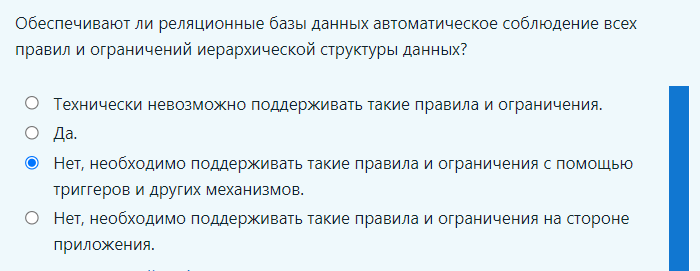 Обеспечивают ли реляционные базы данных автоматическое соблюдение всех
правил и ограничений иерархической структуры данных?
Технически невозможно поддерживать такие правила и ограничения.
Да.
Нет, необходимо поддерживать такие правила и ограничения с помощью
триггеров и других механизмов.
Нет, необходимо поддерживать такие правила и ограничения на стороне
приложения.